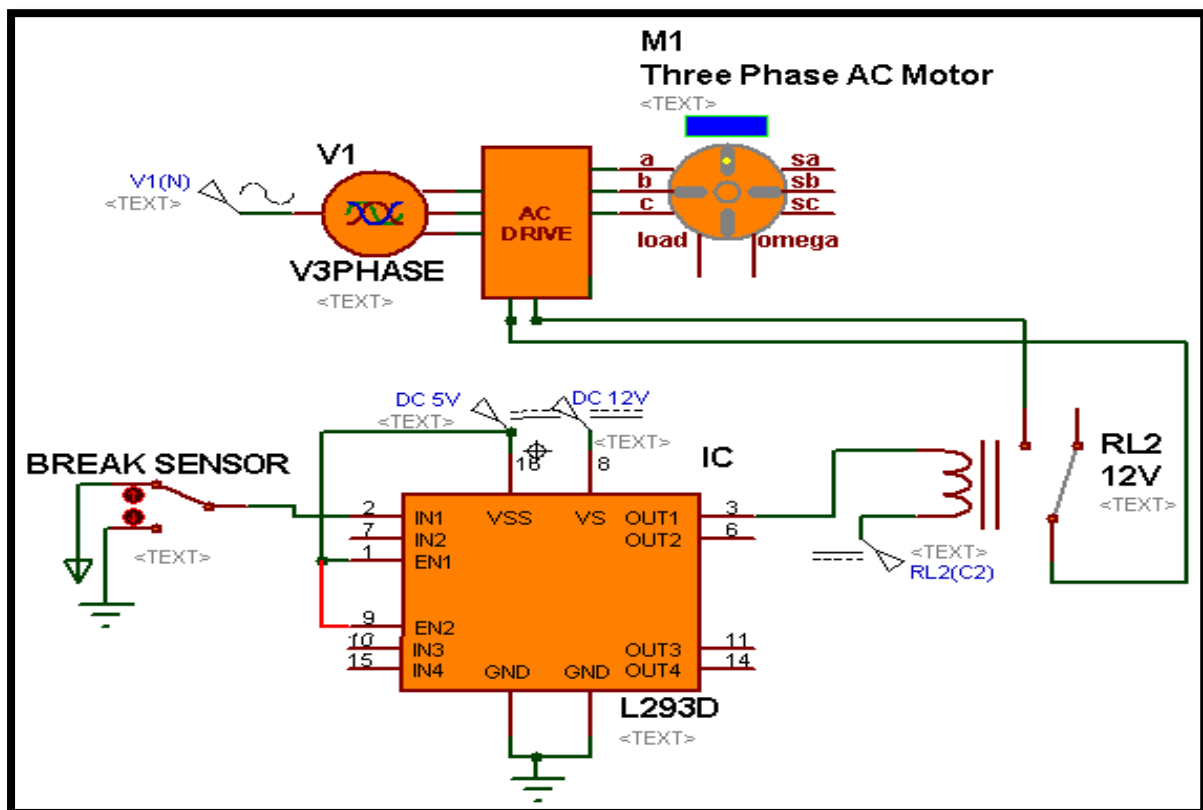 M1
Three Phase AC Motor
<TEXT>
V1
V1(N)
<TEXT>
AC
DRIVE
a
b
c
sa
sb
sc
load
omega
V3PHASE
<TEXT>
DC 5V
<TEXT>
DC 12V
<TEXT>
16
8
IC
BREAK SENSOR
<TEXT>
RL2
12V
<TEXT>
2
7
1
9
10
15
IN1
IN2
EN1
EN2
IN3
IN4
VSS
VS
GND
GND
OUT1
OUT2
OUT3
OUT4
3
6
11
14
<TEXT>
RL2(C2)
L293D
<TEXT>